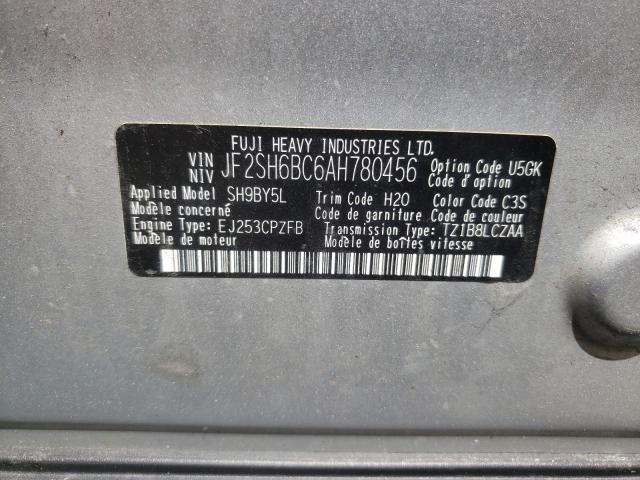 FUJI HEAVY INDUSTRIES LTD.
VIN NIV JF2SH6BC6AH780456 Option Code U5GK
Code d'option
Applied Model SH9BY5L Trim Code H20 Color Code C3S
Modèle concerné Code de garniture Code de couleur
Engine Type: EJ253CPZFB Transmission Type: TZ1B8LCZAA
Modèle de moteur Modèle de boîtes vitesse